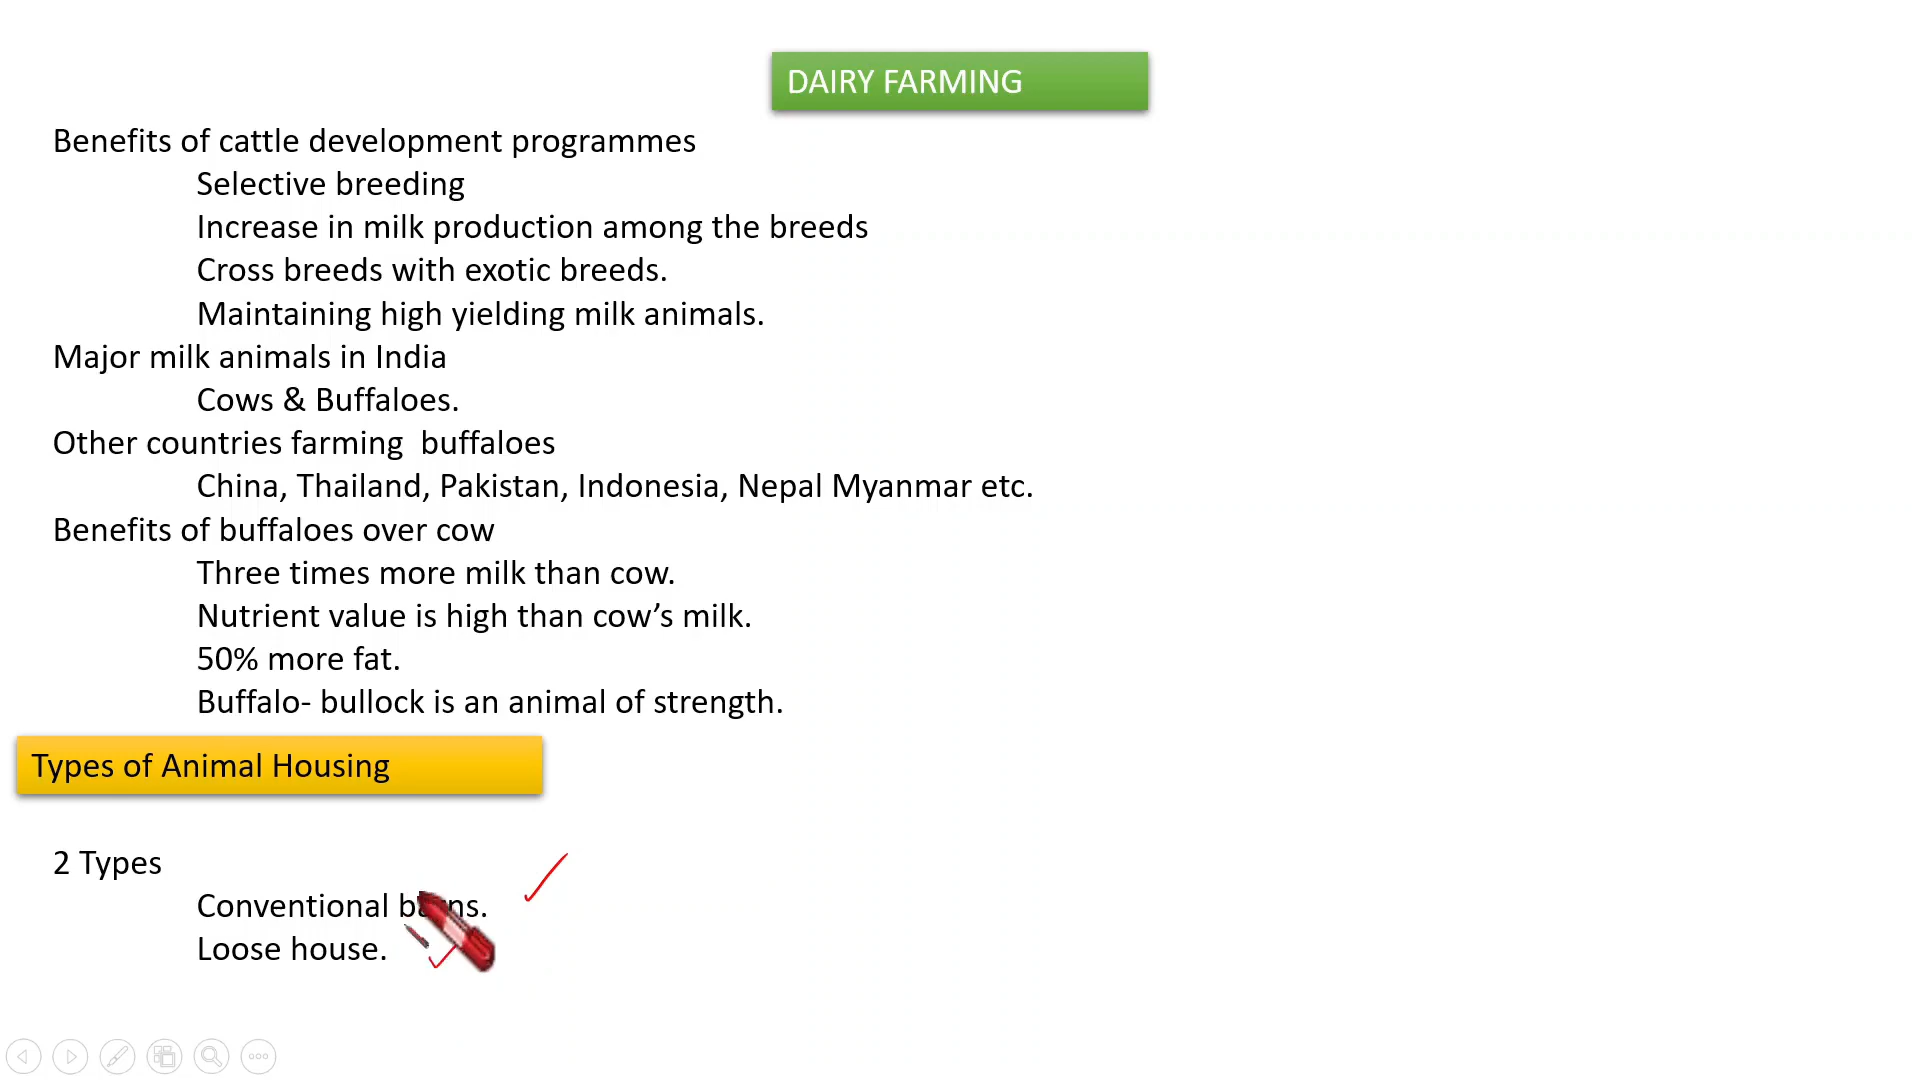 DAIRY FARMING
Benefits of cattle development programmes
Selective breeding
Increase in milk production among the breeds
Cross breeds with exotic breeds.
Maintaining high yielding milk animals.
Major milk animals in India
Cows & Buffaloes.
Other countries farming  buffaloes
China, Thailand, Pakistan, Indonesia, Nepal Myanmar etc.
Benefits of buffaloes over cow
Three times more milk than cow.
Nutrient value is high than cow’s milk.
50% more fat.
Buffalo- bullock is an animal of strength.
Types of Animal Housing
2 Types
Conventional barns.
Loose house.